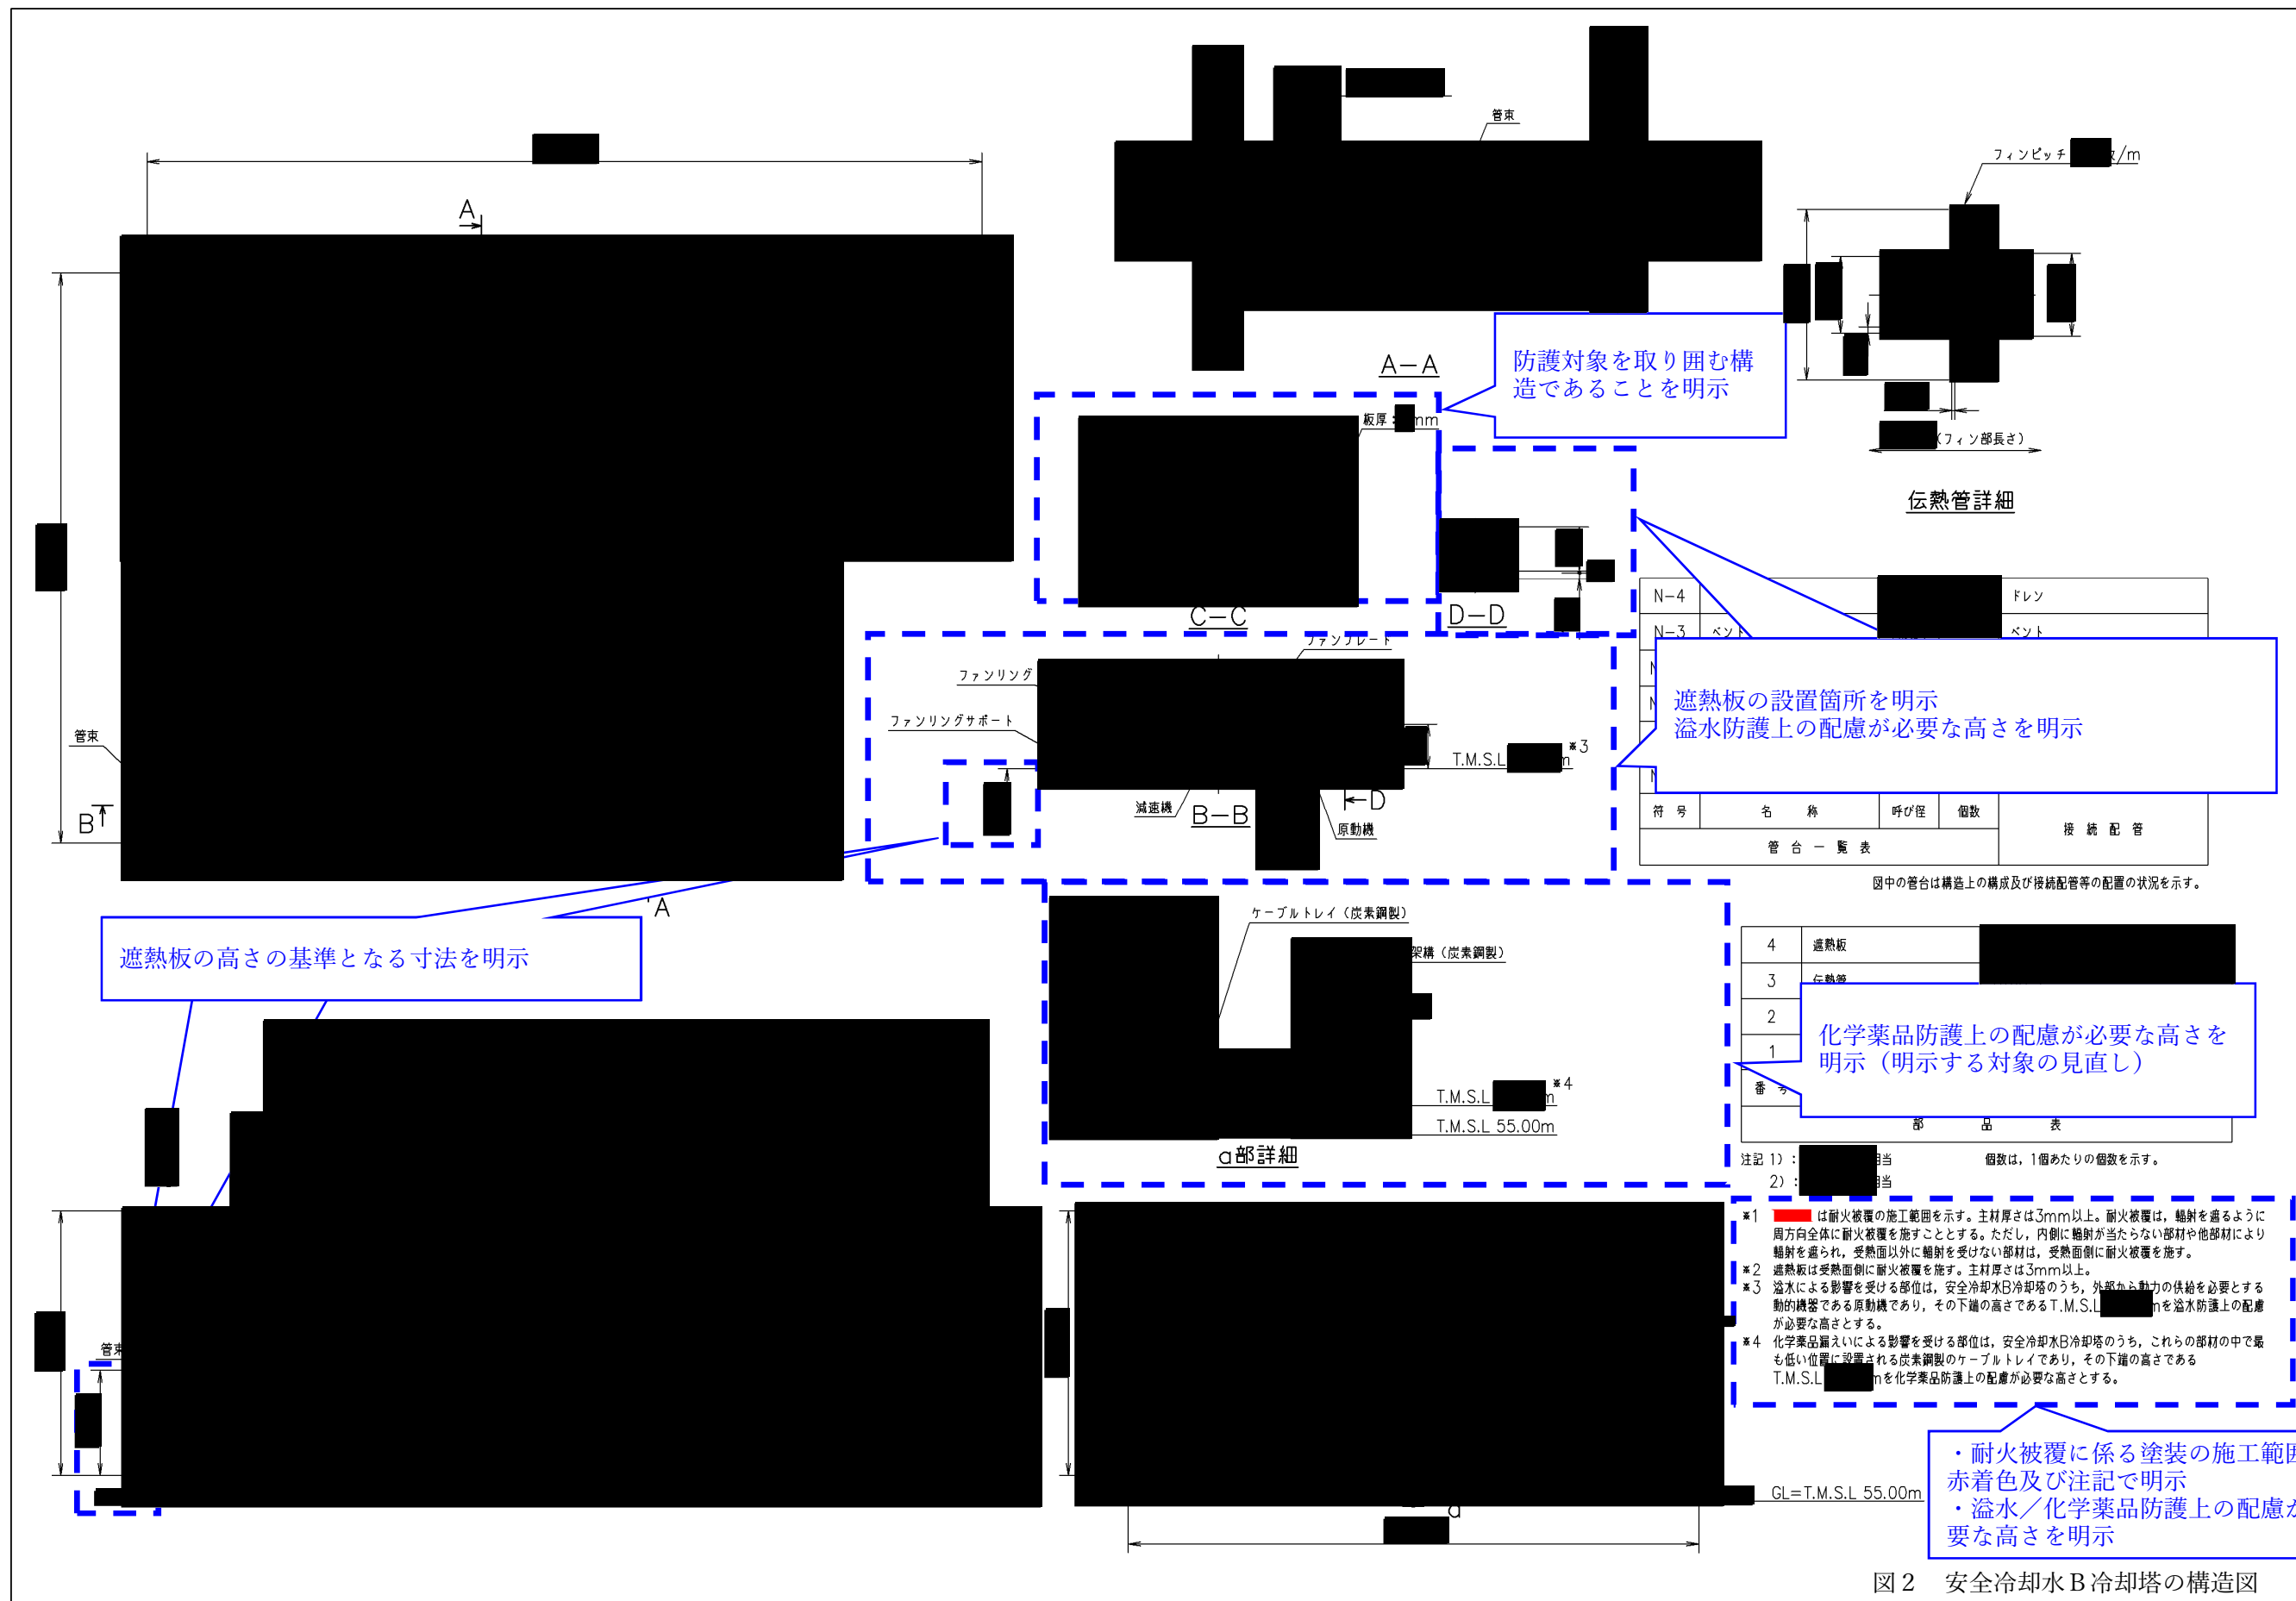 A
管束
フィンピッチ
/m
A－A
防護対象を取り囲む構
造であることを明示
板厚：
mm
(フィン部長さ)
伝熱管詳細
C－C
D－D
N－4
ドレン
N－3
ベント
ベント
ファンブレード
ファンリング
ファンリングサポート
遮熱板の設置箇所を明示
溢水防護上の配慮が必要な高さを明示
管束
B
T.M.S.L
※3
減速機
B－B
D
原動機
符 号
名 称
呼び径
個数
接 続 配 管
管 台 一 覧 表
図中の管台は構造上の構成及び接続配管等の配置の状況を示す。
A
遮熱板の高さの基準となる寸法を明示
ケーブルトレイ（炭素鋼製）
架構（炭素鋼製）
4
遮熱板
3
伝熱管
2
1
番 号
化学薬品防護上の配慮が必要な高さを
明示（明示する対象の見直し）
部 品 表
T.M.S.L
※4
T.M.S.L 55.00m
a部詳細
注記 1）：
相当
個数は，1個あたりの個数を示す。
2）：
相当
※1
は耐火被覆の施工範囲を示す。主材厚さは3mm以上。耐火被覆は，輻射を遮るように
周方向全体に耐火被覆を施すこととする。ただし，内側に輻射が当たらない部材や他部材により
輻射を遮られ，受熱面以外に輻射を受けない部材は，受熱面側に耐火被覆を施す。
※2 遮熱板は受熱面側に耐火被覆を施す。主材厚さは3mm以上。
※3 溢水による影響を受ける部位は，安全冷却水B冷却塔のうち，外部から動力の供給を必要とする
動的機器である原動機であり，その下端の高さであるT.M.S.L
mを溢水防護上の配慮
が必要な高さとする。
※4 化学薬品漏えいによる影響を受ける部位は，安全冷却水B冷却塔のうち，これらの部材の中で最
も低い位置に設置される炭素鋼製のケーブルトレイであり，その下端の高さである
T.M.S.L
mを化学薬品防護上の配慮が必要な高さとする。
管束
a
GL=T.M.S.L 55.00m
・耐火被覆に係る塗装の施工範囲
赤着色及び注記で明示
・溢水／化学薬品防護上の配慮が
要な高さを明示
図２ 安全冷却水Ｂ冷却塔の構造図